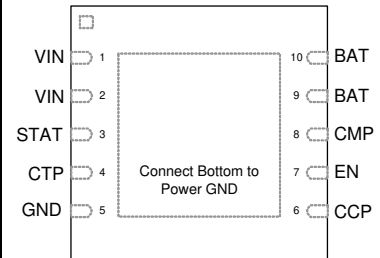 VIN 1 10 BAT
VIN 2 9 BAT
STAT 3 8 CMP
CTP 4 Connect Bottom to 7 EN
Power GND
GND 5 6 CCP